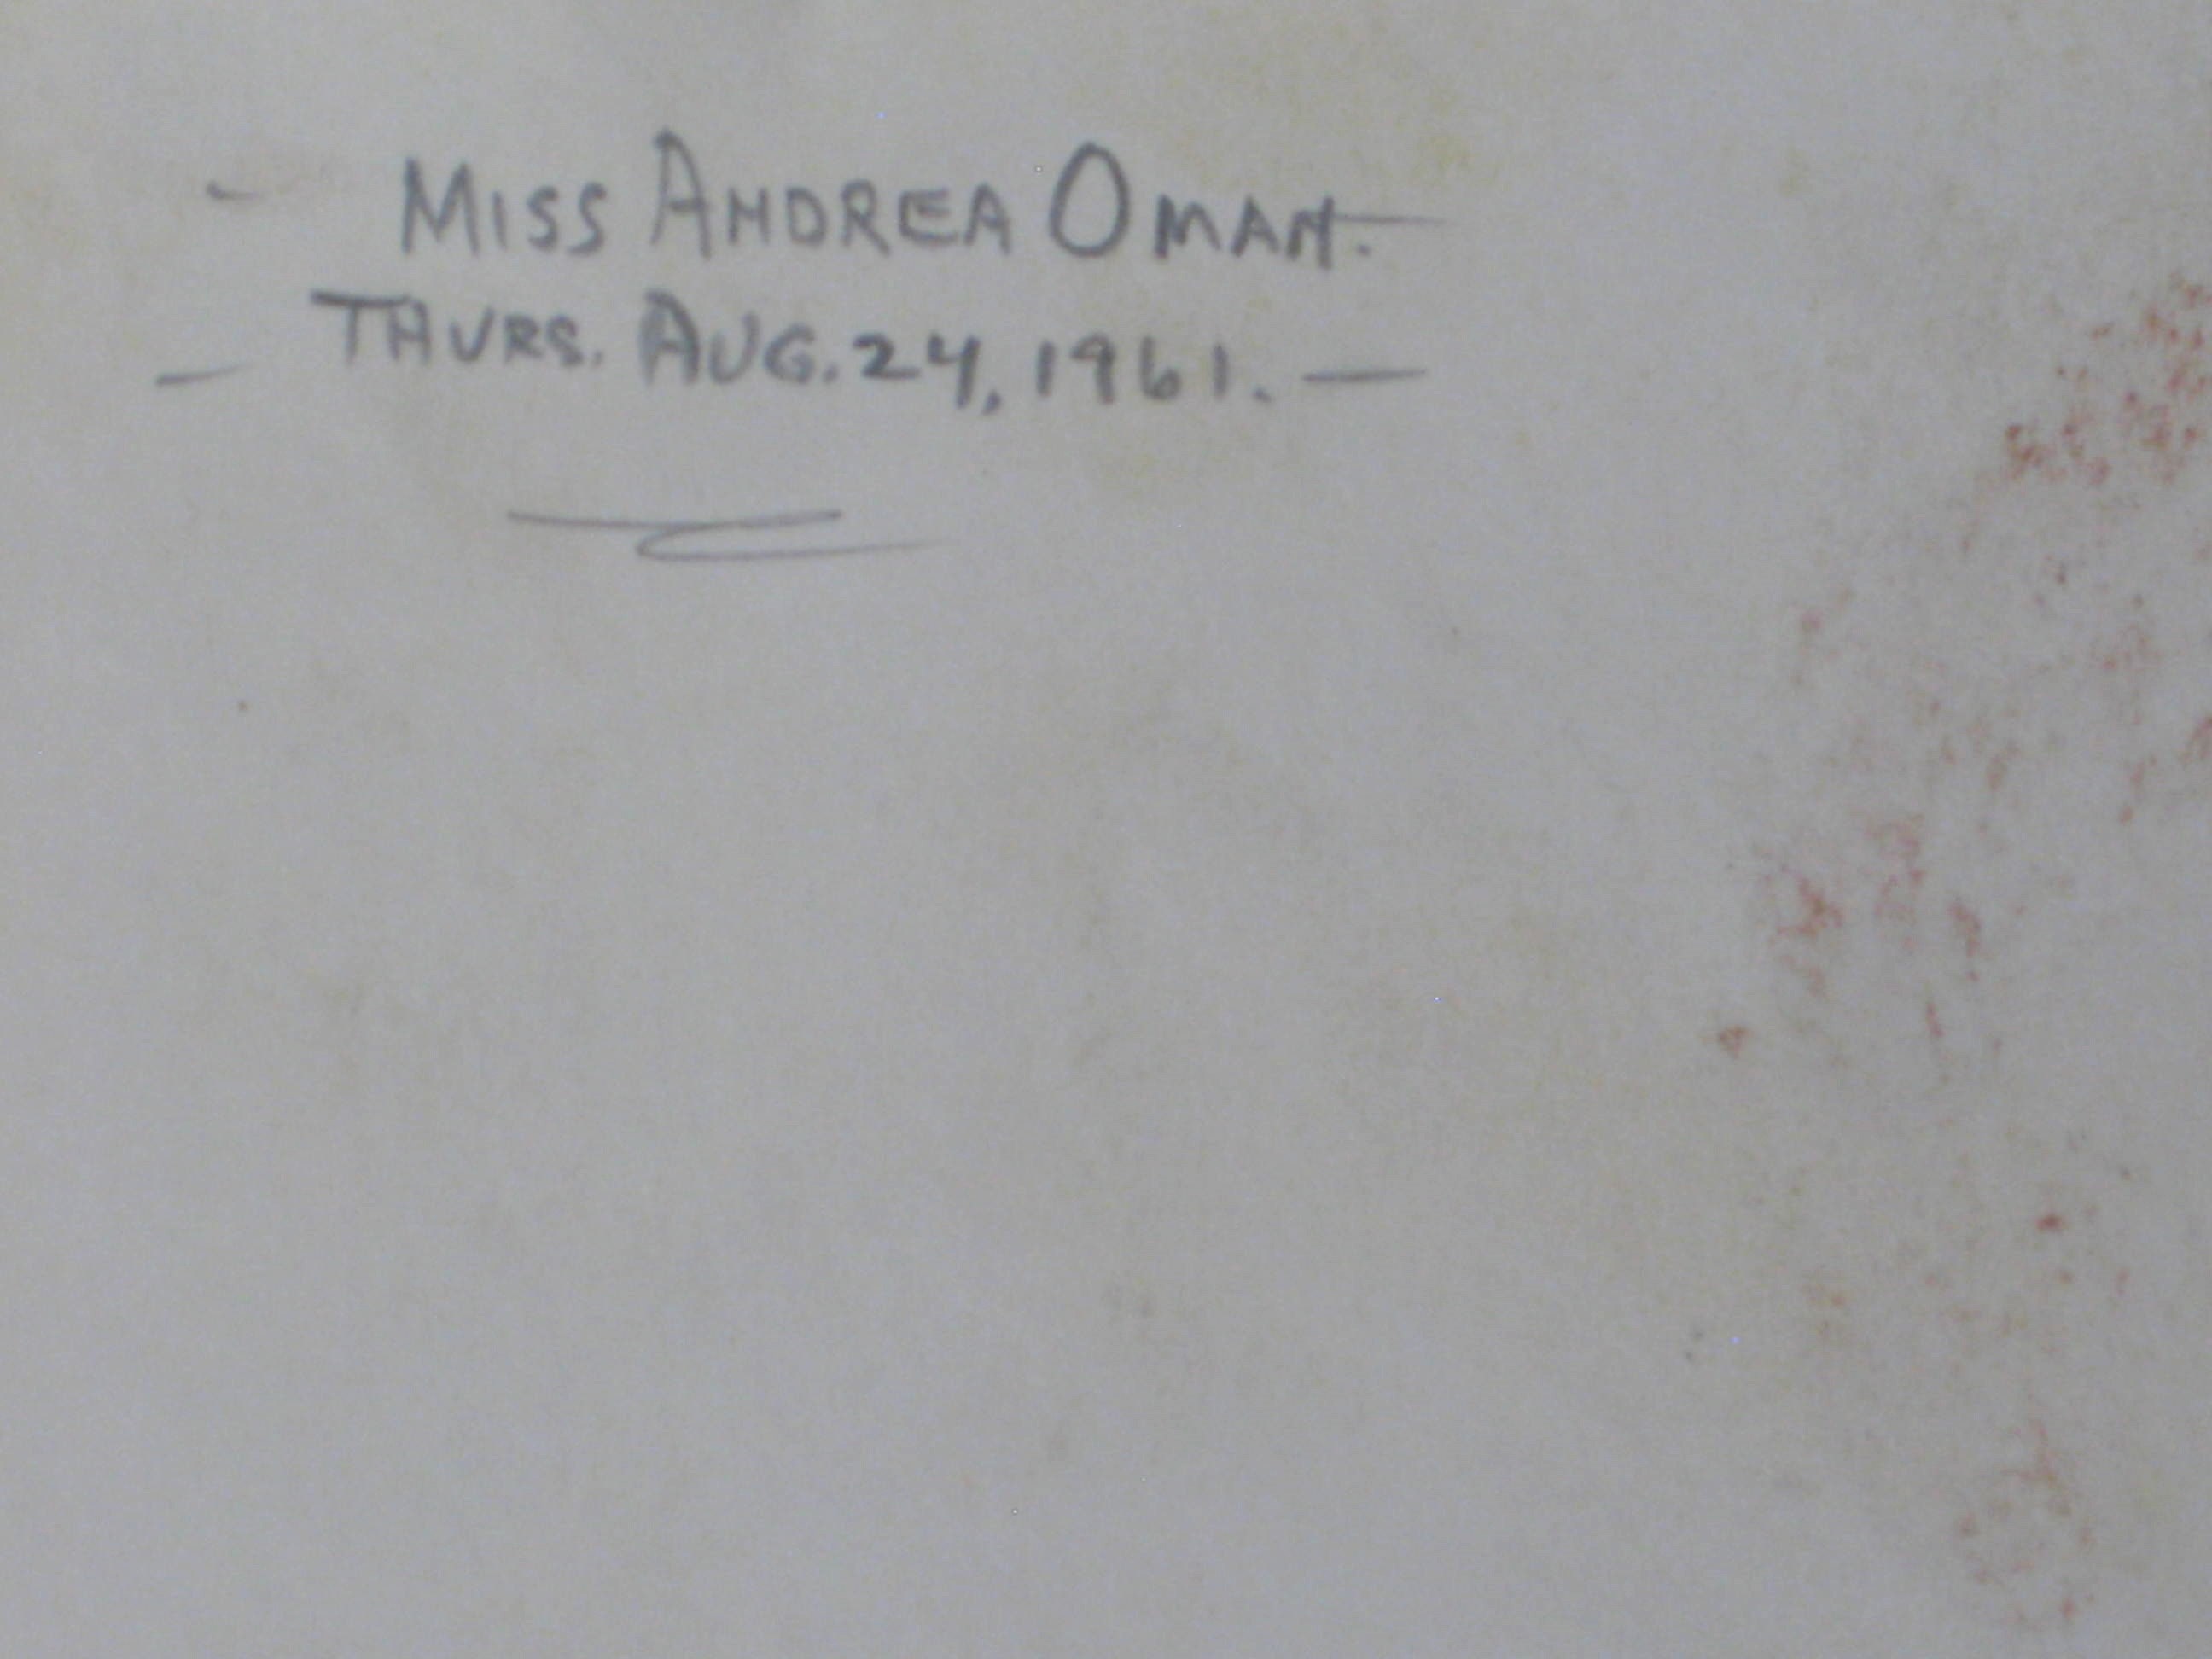 - MISS ANDREA OMAN. -
- THURS. AUG. 24, 1961. -